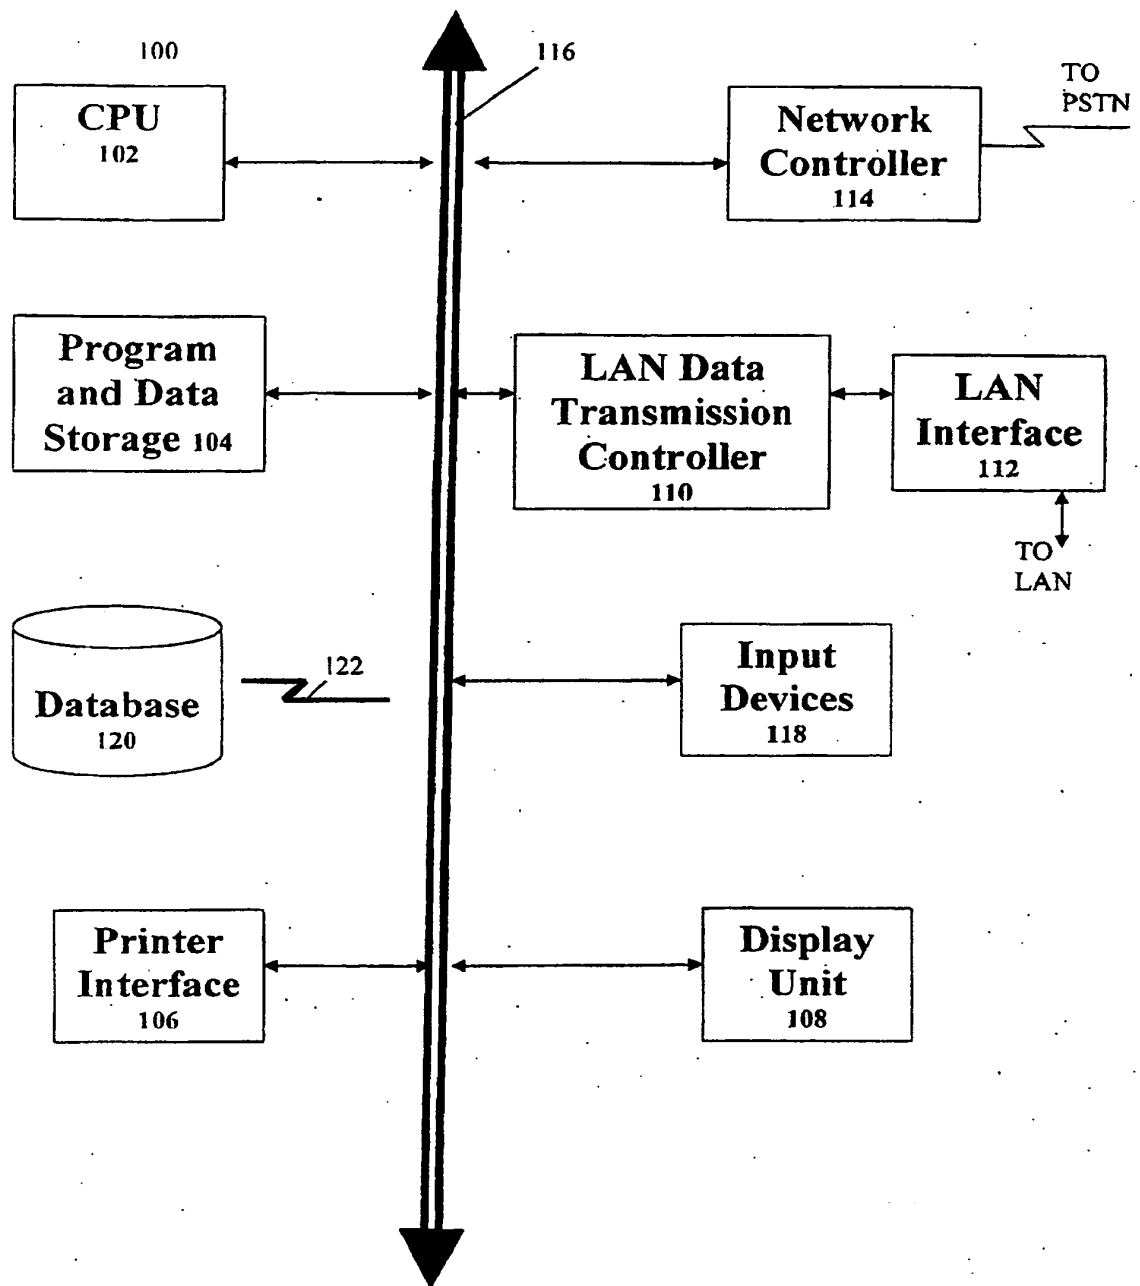 100
116
CPU
102
Network
Controller
114
TO
PSTN
Program
and Data
Storage 104
LAN Data
Transmission
Controller
110
LAN
Interface
112
TO
LAN
Database
120
122
Input
Devices
118
Printer
Interface
106
Display
Unit
108